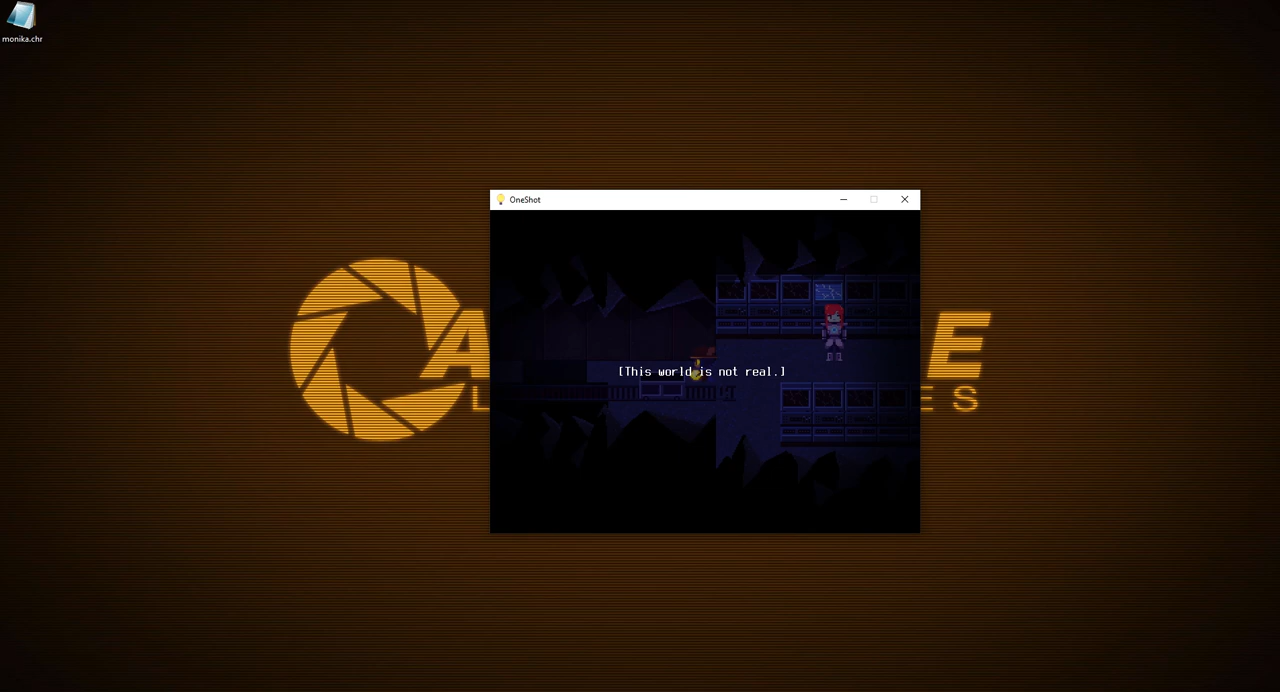 monika.chr
OneShot
[This world is not real.]
A
E
L
E S